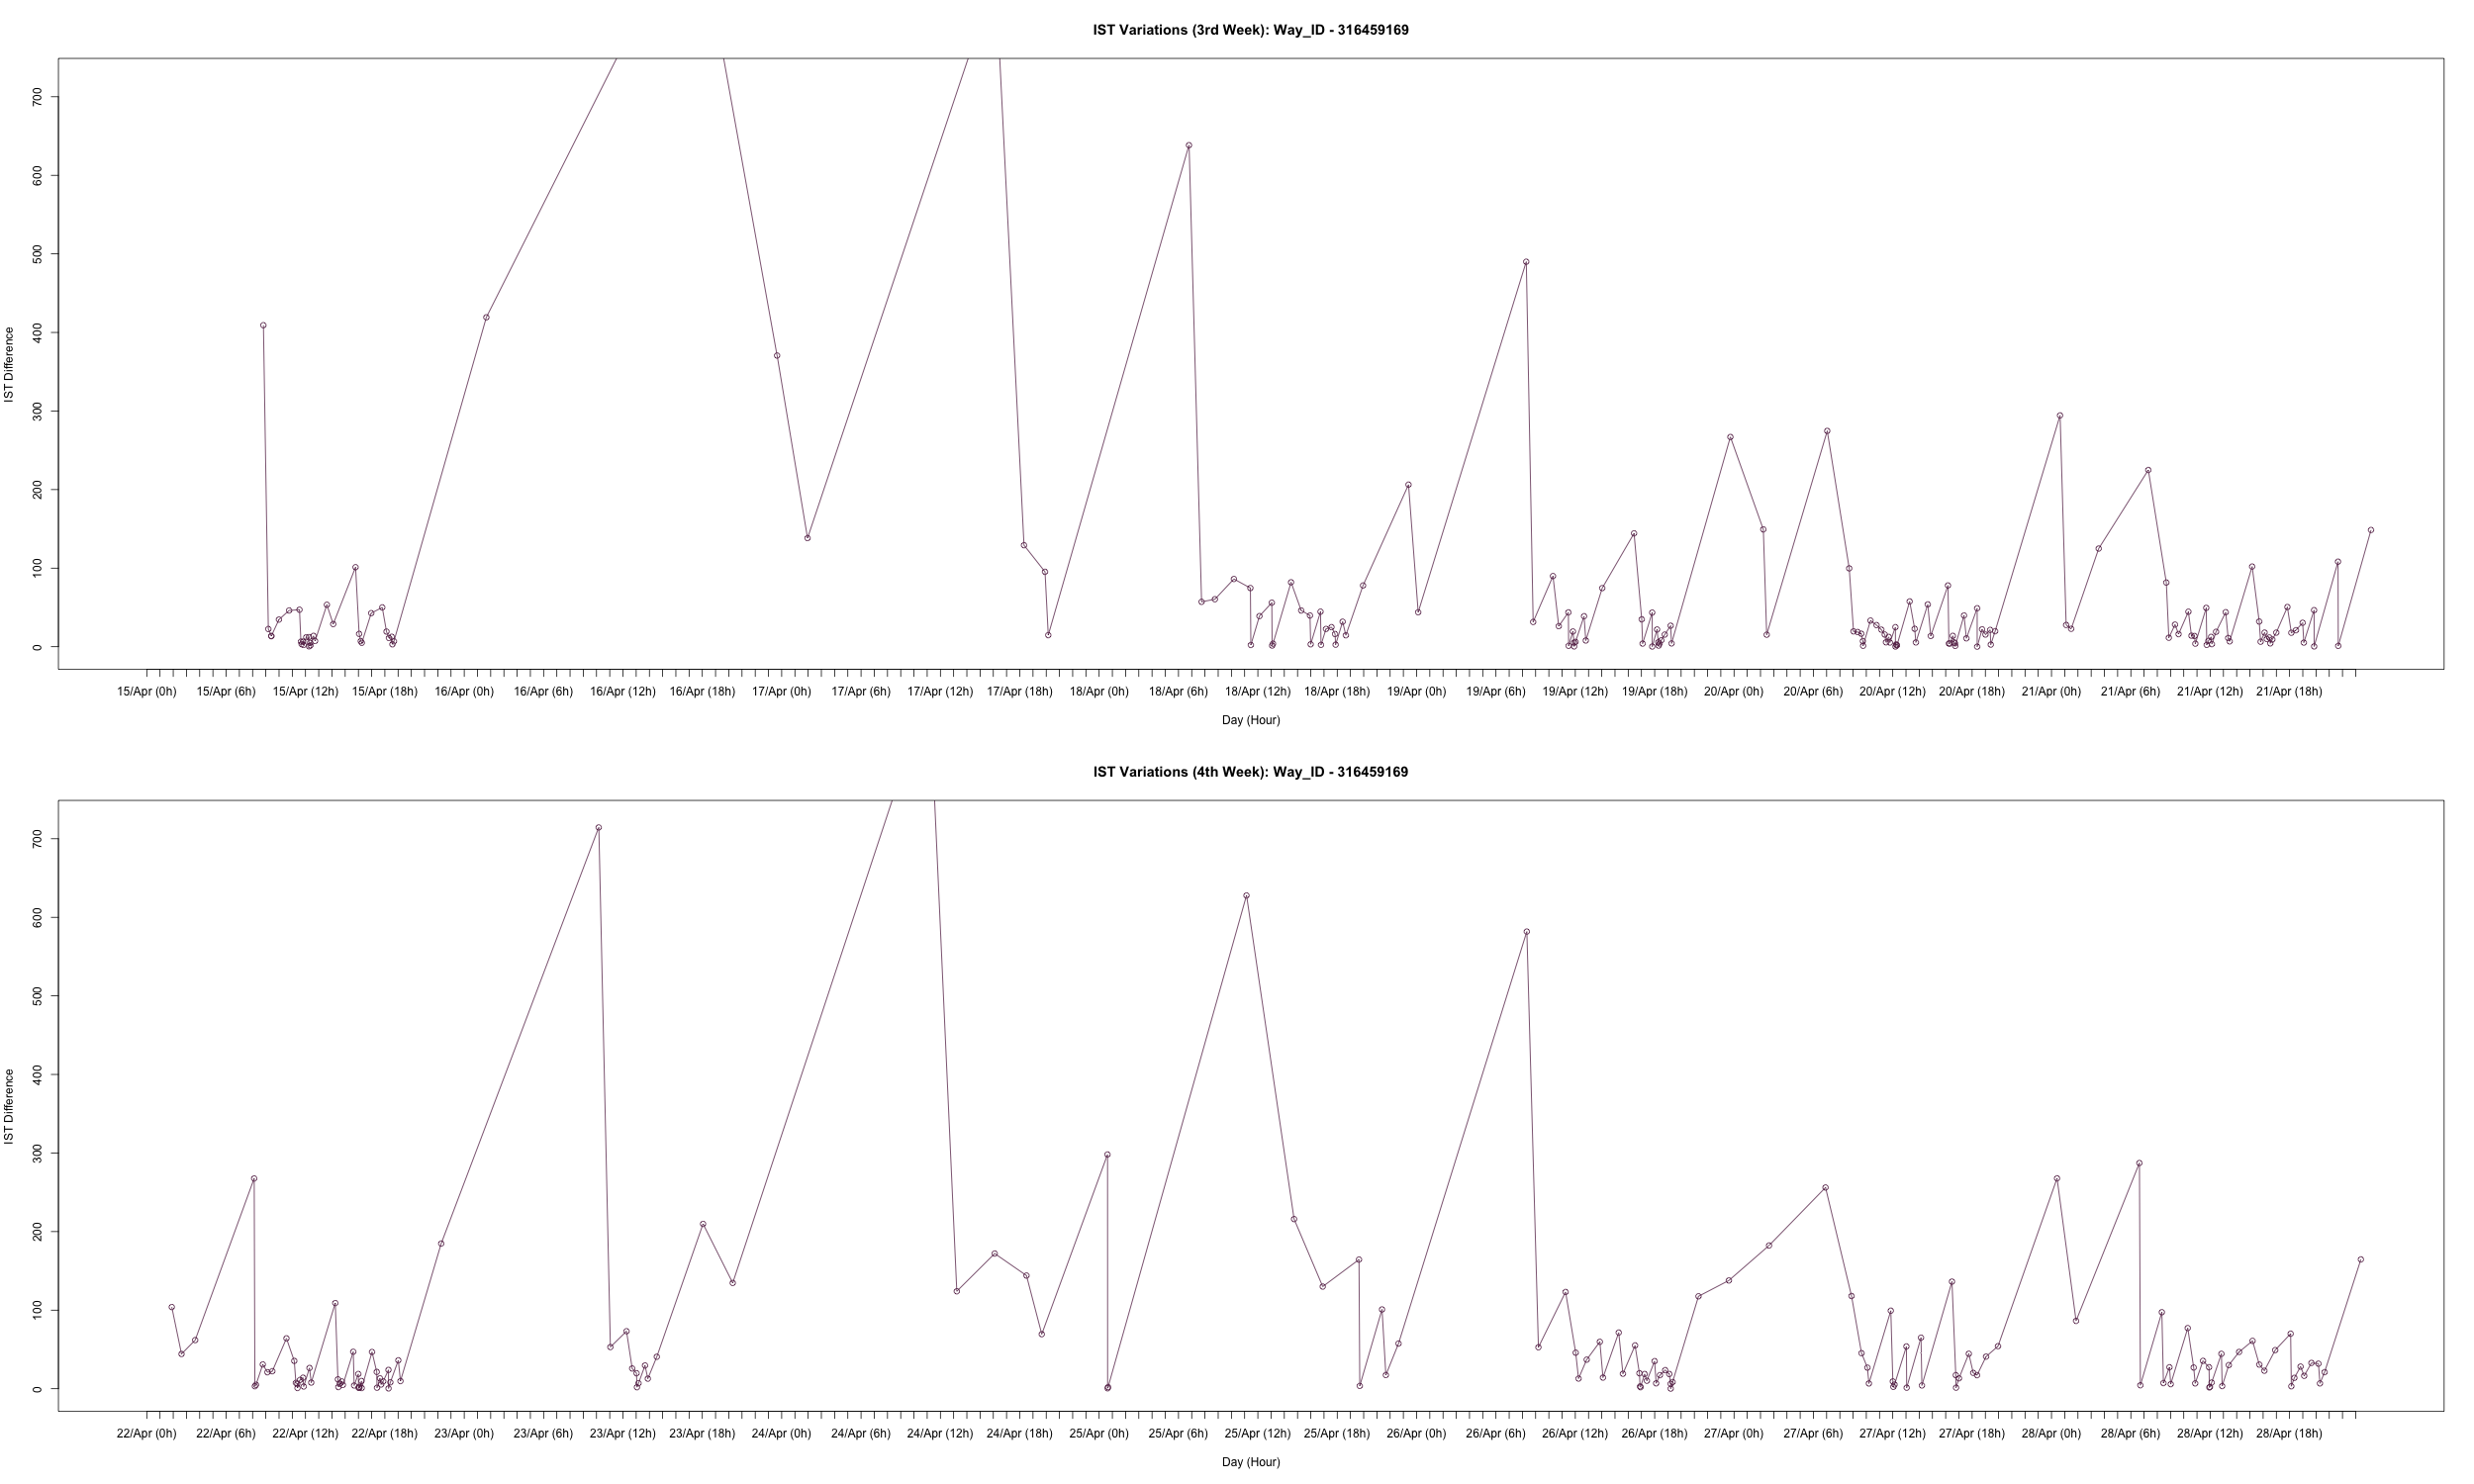 IST Variations (3rd Week): Way_ID - 316459169
700
600
500
400
300
200
100
0
IST Difference
15/Apr (0h) 15/Apr (6h) 15/Apr (12h) 15/Apr (18h) 16/Apr (0h) 16/Apr (6h) 16/Apr (12h) 16/Apr (18h) 17/Apr (0h) 17/Apr (6h) 17/Apr (12h) 17/Apr (18h) 18/Apr (0h) 18/Apr (6h) 18/Apr (12h) 18/Apr (18h) 19/Apr (0h) 19/Apr (6h) 19/Apr (12h) 19/Apr (18h) 20/Apr (0h) 20/Apr (6h) 20/Apr (12h) 20/Apr (18h) 21/Apr (0h) 21/Apr (6h) 21/Apr (12h) 21/Apr (18h)
Day (Hour)
IST Variations (4th Week): Way_ID - 316459169
700
600
500
400
300
200
100
0
IST Difference
22/Apr (0h) 22/Apr (6h) 22/Apr (12h) 22/Apr (18h) 23/Apr (0h) 23/Apr (6h) 23/Apr (12h) 23/Apr (18h) 24/Apr (0h) 24/Apr (6h) 24/Apr (12h) 24/Apr (18h) 25/Apr (0h) 25/Apr (6h) 25/Apr (12h) 25/Apr (18h) 26/Apr (0h) 26/Apr (6h) 26/Apr (12h) 26/Apr (18h) 27/Apr (0h) 27/Apr (6h) 27/Apr (12h) 27/Apr (18h) 28/Apr (0h) 28/Apr (6h) 28/Apr (12h) 28/Apr (18h)
Day (Hour)